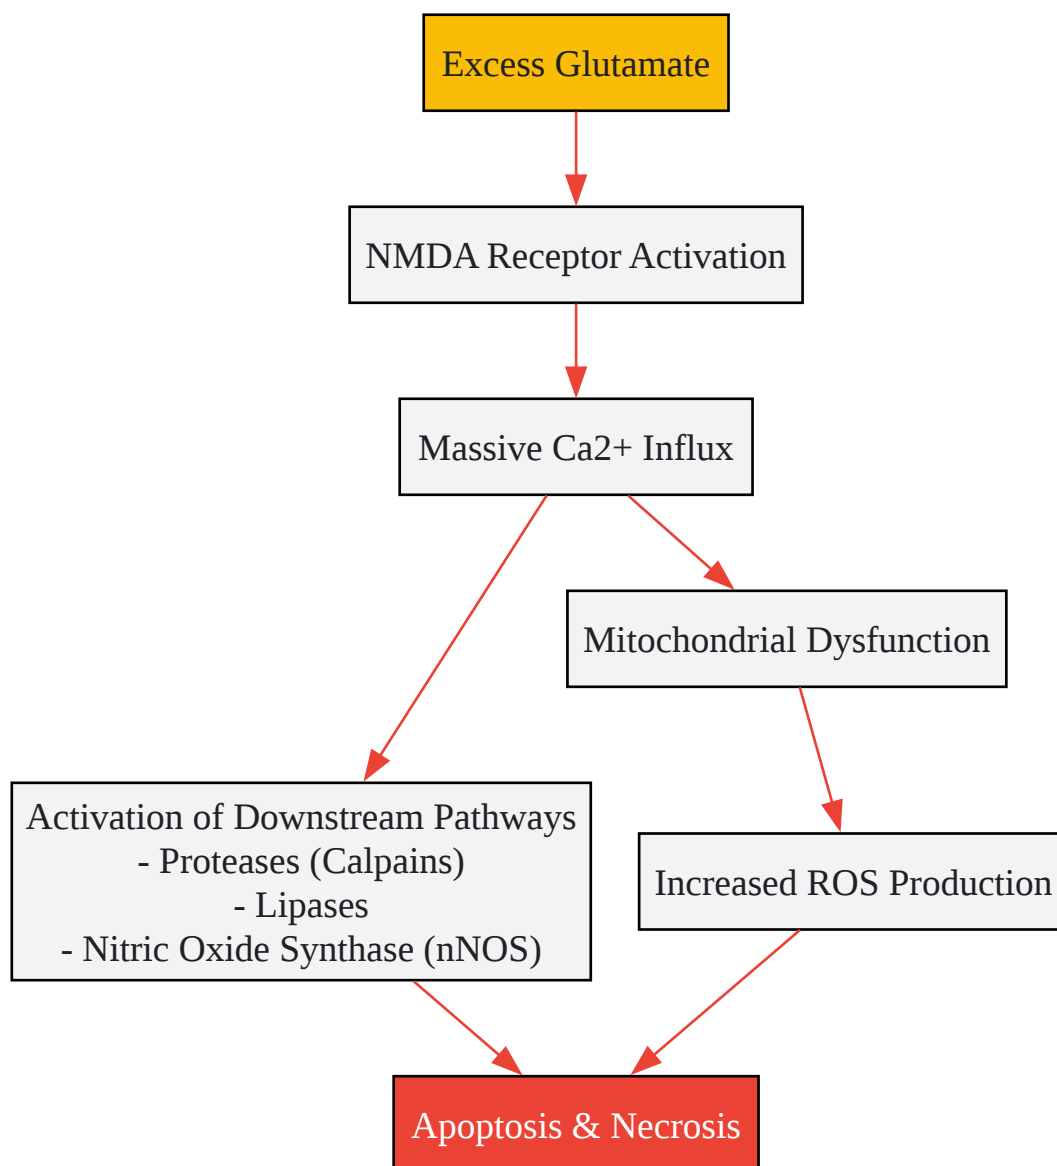 Excess Glutamate
NMDA Receptor Activation
Massive Ca2+ Influx
Mitochondrial Dysfunction
Activation of Downstream Pathways
- Proteases (Calpains)
- Lipases
- Nitric Oxide Synthase (nNOS)
Increased ROS Production
Apoptosis & Necrosis